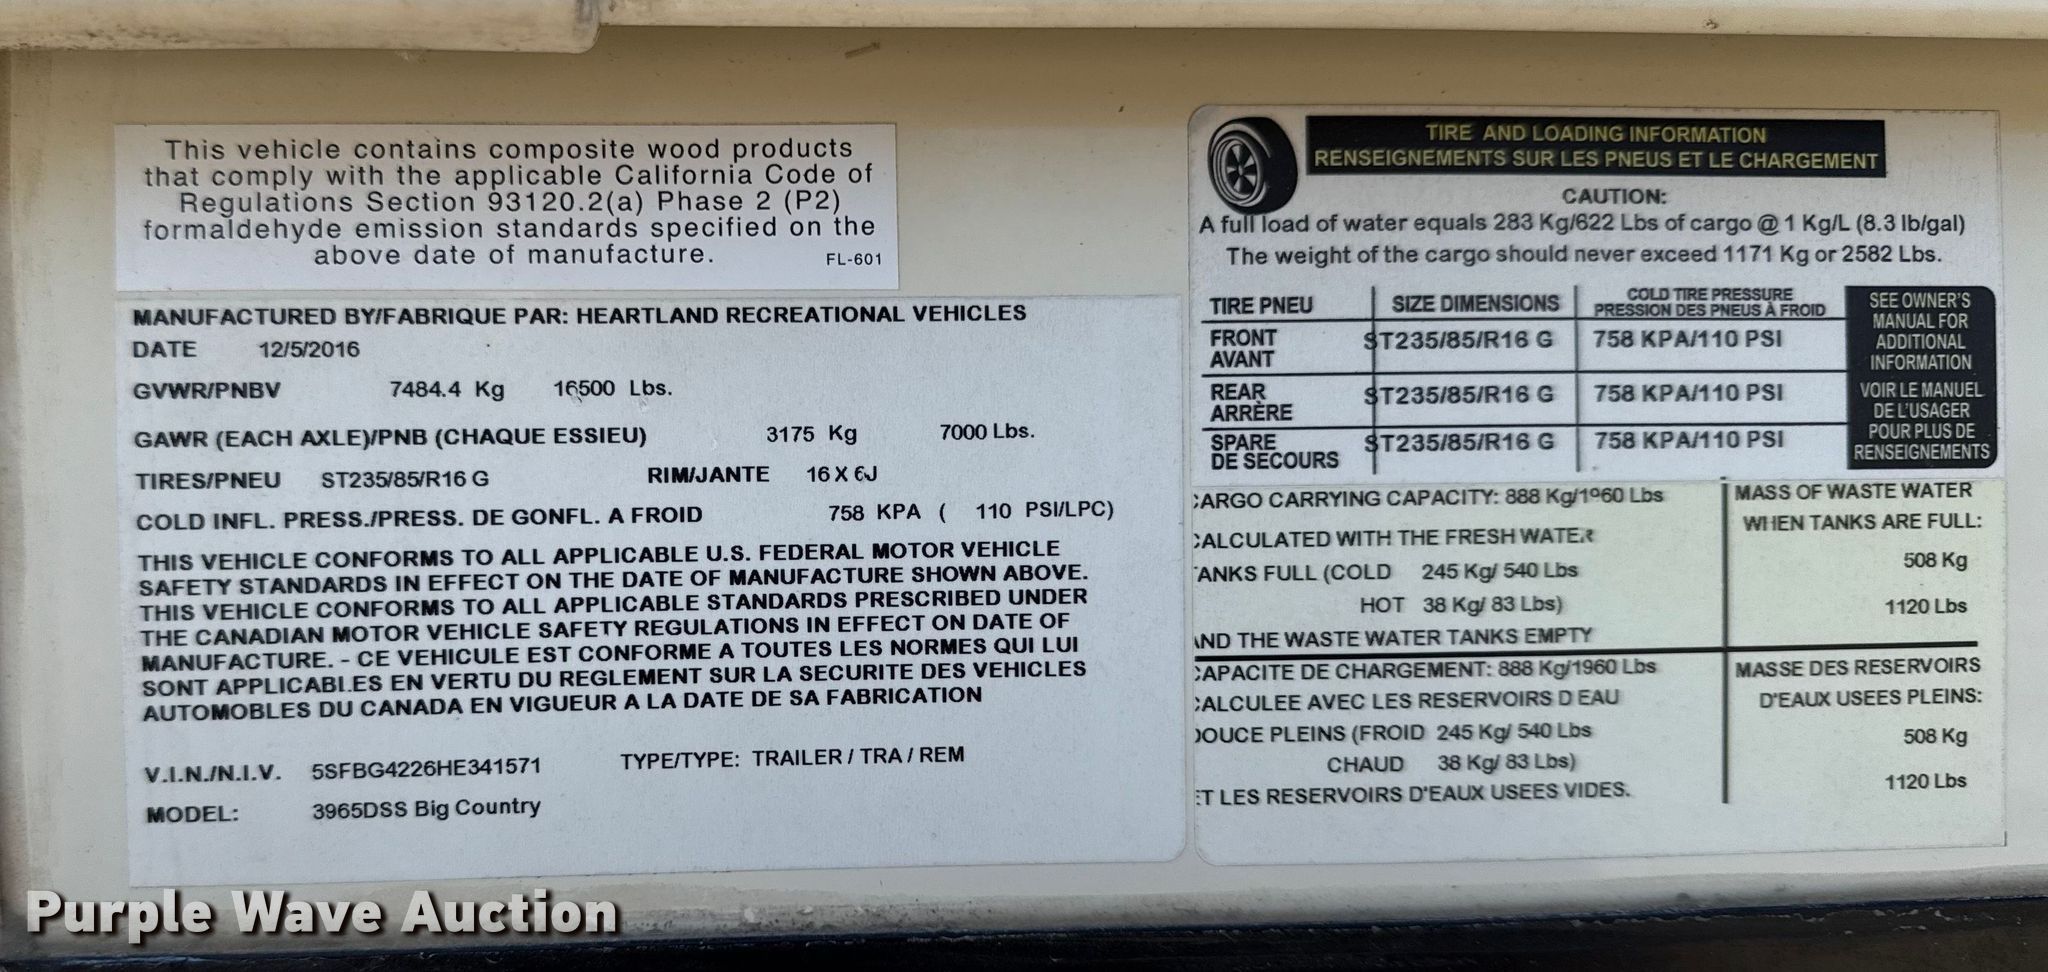 This vehicle contains composite wood products
that comply with the applicable California Code of
Regulations Section 93120.2(a) Phase 2 (P2)
formaldehyde emission standards specified on the
above date of manufacture. FL-601
MANUFACTURED BY/FABRIQUE PAR: HEARTLAND RECREATIONAL VEHICLES
DATE 12/5/2016
GVWR/PNBV 7484.4 Kg 16500 Lbs.
GAWR (EACH AXLE)/PNB (CHAQUE ESSIEU) 3175 Kg 7000 Lbs.
TIRES/PNEU ST235/85/R16 G RIM/JANTE 16 X 6J
COLD INFL. PRESS./PRESS. DE GONFL. A FROID 758 KPA ( 110 PSI/LPC)
THIS VEHICLE CONFORMS TO ALL APPLICABLE U.S. FEDERAL MOTOR VEHICLE
SAFETY STANDARDS IN EFFECT ON THE DATE OF MANUFACTURE SHOWN ABOVE.
THIS VEHICLE CONFORMS TO ALL APPLICABLE STANDARDS PRESCRIBED UNDER
THE CANADIAN MOTOR VEHICLE SAFETY REGULATIONS IN EFFECT ON DATE OF
MANUFACTURE. - CE VEHICULE EST CONFORME A TOUTES LES NORMES QUI LUI
SONT APPLICABLES EN VERTU DU REGLEMENT SUR LA SECURITE DES VEHICLES
AUTOMOBLES DU CANADA EN VIGUEUR A LA DATE DE SA FABRICATION
V.I.N./N.I.V. 5SFBG4226HE341571 TYPE/TYPE: TRAILER / TRA / REM
MODEL: 3965DSS Big Country
TIRE AND LOADING INFORMATION
RENSEIGNEMENTS SUR LES PNEUS ET LE CHARGEMENT
CAUTION:
A full load of water equals 283 Kg/622 Lbs of cargo @ 1 Kg/L (8.3 lb/gal)
The weight of the cargo should never exceed 1171 Kg or 2582 Lbs.
TIRE PNEU SIZE DIMENSIONS COLD TIRE PRESSURE
PRESSION DES PNEUS À FROID
FRONT
AVANT ST235/85/R16 G 758 KPA/110 PSI
REAR
ARRÈRE ST235/85/R16 G 758 KPA/110 PSI
SPARE
DE SECOURS ST235/85/R16 G 758 KPA/110 PSI
SEE OWNER'S
MANUAL FOR
ADDITIONAL
INFORMATION
VOIR LE MANUEL
DE L'USAGER
POUR PLUS DE
RENSEIGNEMENTS
CARGO CARRYING CAPACITY: 888 Kg/1960 Lbs
CALCULATED WITH THE FRESH WATER
TANKS FULL (COLD 245 Kg/ 540 Lbs
HOT 38 Kg/ 83 Lbs)
AND THE WASTE WATER TANKS EMPTY
MASS OF WASTE WATER
WHEN TANKS ARE FULL:
508 Kg
1120 Lbs
CAPACITE DE CHARGEMENT: 888 Kg/1960 Lbs
CALCULEE AVEC LES RESERVOIRS D EAU
DOUCE PLEINS (FROID 245 Kg/ 540 Lbs
CHAUD 38 Kg/ 83 Lbs)
ET LES RESERVOIRS D'EAUX USEES VIDES.
MASSE DES RESERVOIRS
D'EAUX USEES PLEINS:
508 Kg
1120 Lbs
Purple Wave Auction